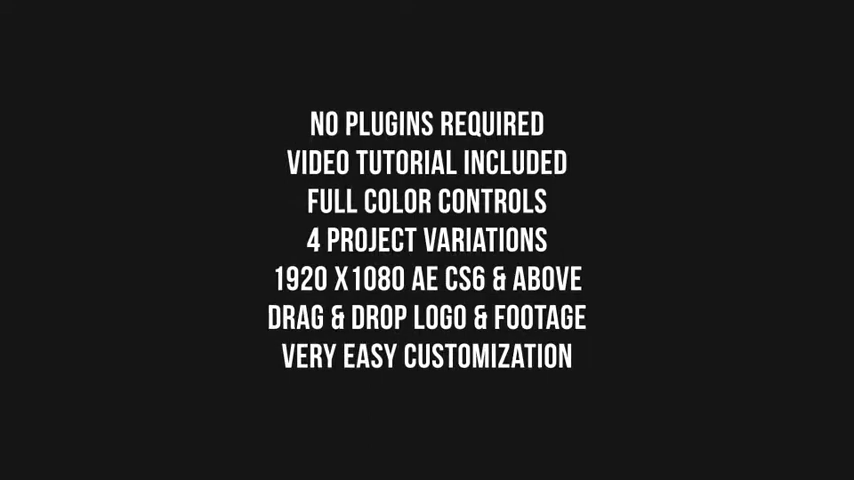 NO PLUGINS REQUIRED
VIDEO TUTORIAL INCLUDED
FULL COLOR CONTROLS
4 PROJECT VARIATIONS
1920 X1080 AE CS6 & ABOVE
DRAG & DROP LOGO & FOOTAGE
VERY EASY CUSTOMIZATION